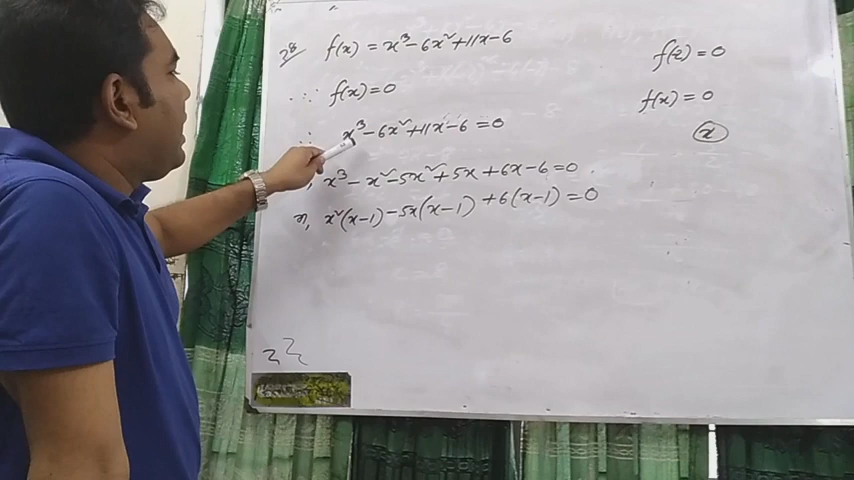 f(x) = x³-6x²+11x-6
∴ f(x)=0
∴ x³-6x²+11x-6=0
x³-x²-5x²+5x+6x-6=0
বা, x²(x-1)-5x(x-1)+6(x-1)=0
f(2)=0
f(x)=0
x